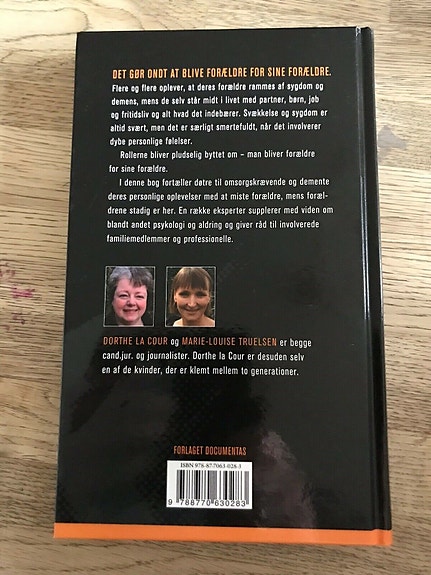 DET GØR ONDT AT BLIVE FORÆLDRE FOR SINE FORÆLDRE.
Flere og flere oplever, at deres forældre rammes af sygdom og
demens, mens de selv står midt i livet med partner, børn, job
og fritidsliv og alt hvad det indebærer. Svækkelse og sygdom er
altid svært, men det er særligt smertefuldt, når det involverer
dybe personlige følelser.
Rollerne bliver pludselig byttet om – man bliver forældre
for sine forældre.
I denne bog fortæller døtre til omsorgskrævende og demente
deres personlige oplevelser med at miste forældre, mens foræl-
drene stadig er her. En række eksperter supplerer med viden om
blandt andet psykologi og aldring og giver råd til involverede
familiemedlemmer og professionelle.
DORTHE LA COUR og MARIE-LOUISE TRUELSEN er begge
cand.jur. og journalister. Dorthe la Cour er desuden selv
en af de kvinder, der er klemt mellem to generationer.
FORLAGET DOCUMENTAS
ISBN 978-87-7063-028-3
9 788770 630283